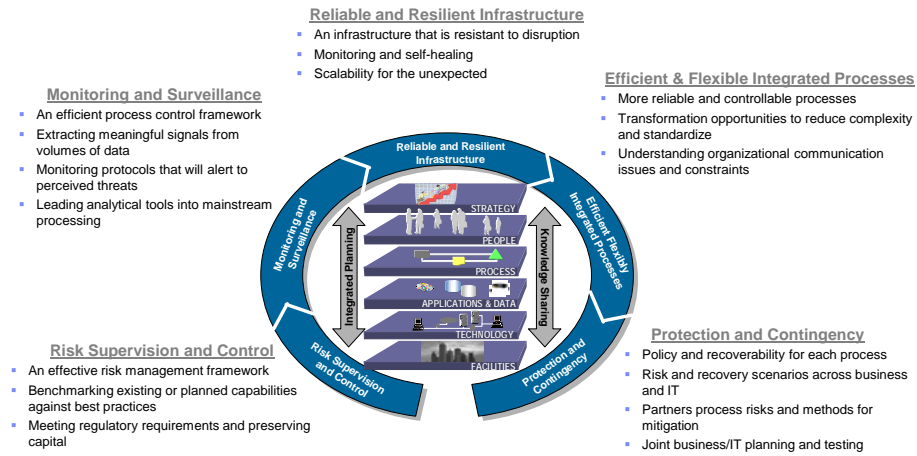 Reliable and Resilient Infrastructure
An infrastructure that is resistant to disruption
Monitoring and self-healing
Scalability for the unexpected
Monitoring and Surveillance
An efficient process control framework
Extracting meaningful signals from
volumes of data
Monitoring protocols that will alert to
perceived threats
Leading analytical tools into mainstream
processing
Efficient & Flexible Integrated Processes
More reliable and controllable processes
Transformation opportunities to reduce complexity
and standardize
Understanding organizational communication
issues and constraints
Reliable and Resilient
Infrastructure
Monitoring and
Surveillance
Efficient Flexibly
Integrated Processes
Integrated Planning
STRATEGY
PEOPLE
PROCESS
APPLICATIONS & DATA
TECHNOLOGY
FACILITIES
Knowledge Sharing
Risk Supervision
and Control
Protection and
Contingency
Risk Supervision and Control
An effective risk management framework
Benchmarking existing or planned capabilities
against best practices
Meeting regulatory requirements and preserving
capital
Protection and Contingency
Policy and recoverability for each process
Risk and recovery scenarios across business
and IT
Partners process risks and methods for
mitigation
Joint business/IT planning and testing